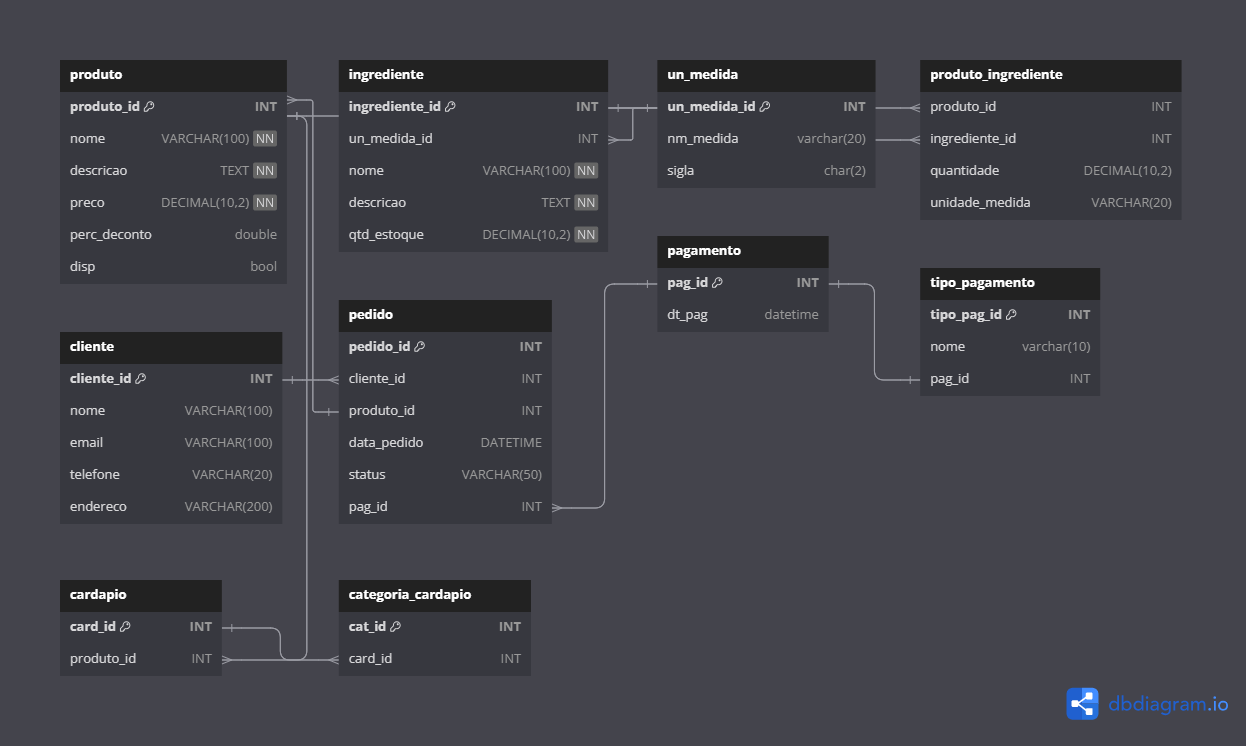 produto
produto_id INT
nome VARCHAR(100) NN
descricao TEXT NN
preco DECIMAL(10,2) NN
perc_deconto double
disp bool
ingrediente
ingrediente_id INT
un_medida_id INT
nome VARCHAR(100) NN
descricao TEXT NN
qtd_estoque DECIMAL(10,2) NN
un_medida
un_medida_id INT
nm_medida varchar(20)
sigla char(2)
produto_ingrediente
produto_id INT
ingrediente_id INT
quantidade DECIMAL(10,2)
unidade_medida VARCHAR(20)
pagamento
pag_id INT
dt_pag datetime
tipo_pagamento
tipo_pag_id INT
nome varchar(10)
pag_id INT
cliente
cliente_id INT
nome VARCHAR(100)
email VARCHAR(100)
telefone VARCHAR(20)
endereco VARCHAR(200)
pedido
pedido_id INT
cliente_id INT
produto_id INT
data_pedido DATETIME
status VARCHAR(50)
pag_id INT
cardapio
card_id INT
produto_id INT
categoria_cardapio
cat_id INT
card_id INT
dbdiagram.io